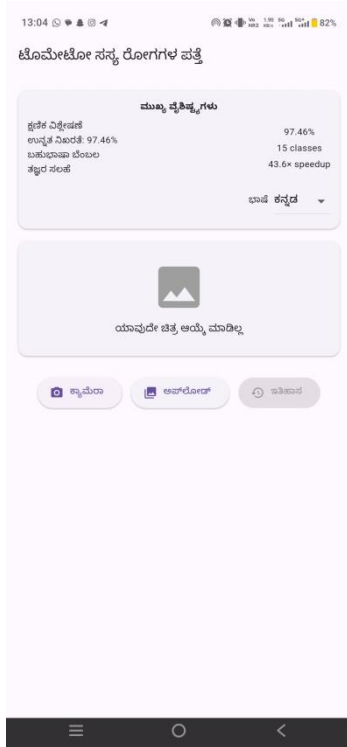 13:04
82%
ಟೊಮೇಟೋ ಸಸ್ಯ ರೋಗಗಳ ಪತ್ತೆ
ಮುಖ್ಯ ವೈಶಿಷ್ಟ್ಯಗಳು
ಕ್ಷಣಿಕ ವಿಶ್ಲೇಷಣೆ
ಉನ್ನತ ನಿಖರತೆ: 97.46%
ಬಹುಭಾಷಾ ಬೆಂಬಲ
ತಜ್ಞರ ಸಲಹೆ
97.46%
15 classes
43.6× speedup
ಭಾಷೆ ಕನ್ನಡ
ಯಾವುದೇ ಚಿತ್ರ ಆಯ್ಕೆ ಮಾಡಿಲ್ಲ
ಕ್ಯಾಮೆರಾ ಅಪ್‌ಲೋಡ್ ಇತಿಹಾಸ